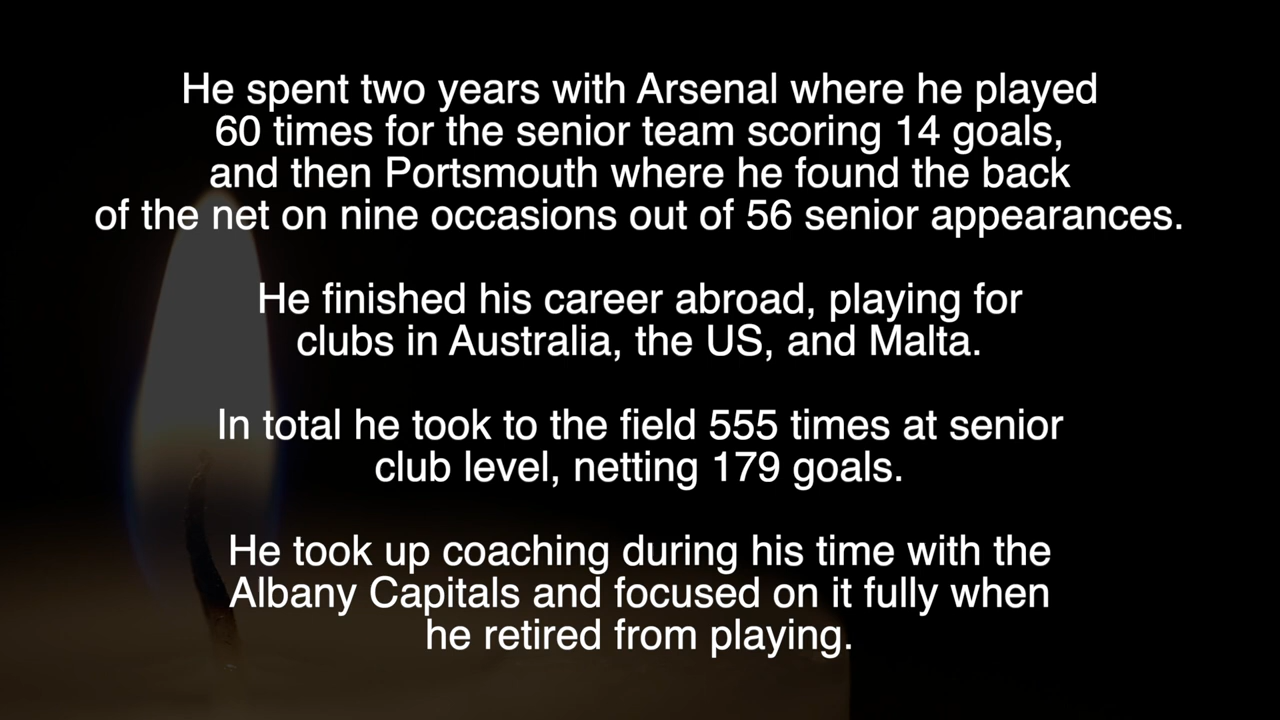 He spent two years with Arsenal where he played
60 times for the senior team scoring 14 goals,
and then Portsmouth where he found the back
of the net on nine occasions out of 56 senior appearances.
He finished his career abroad, playing for
clubs in Australia, the US, and Malta.
In total he took to the field 555 times at senior
club level, netting 179 goals.
He took up coaching during his time with the
Albany Capitals and focused on it fully when
he retired from playing.